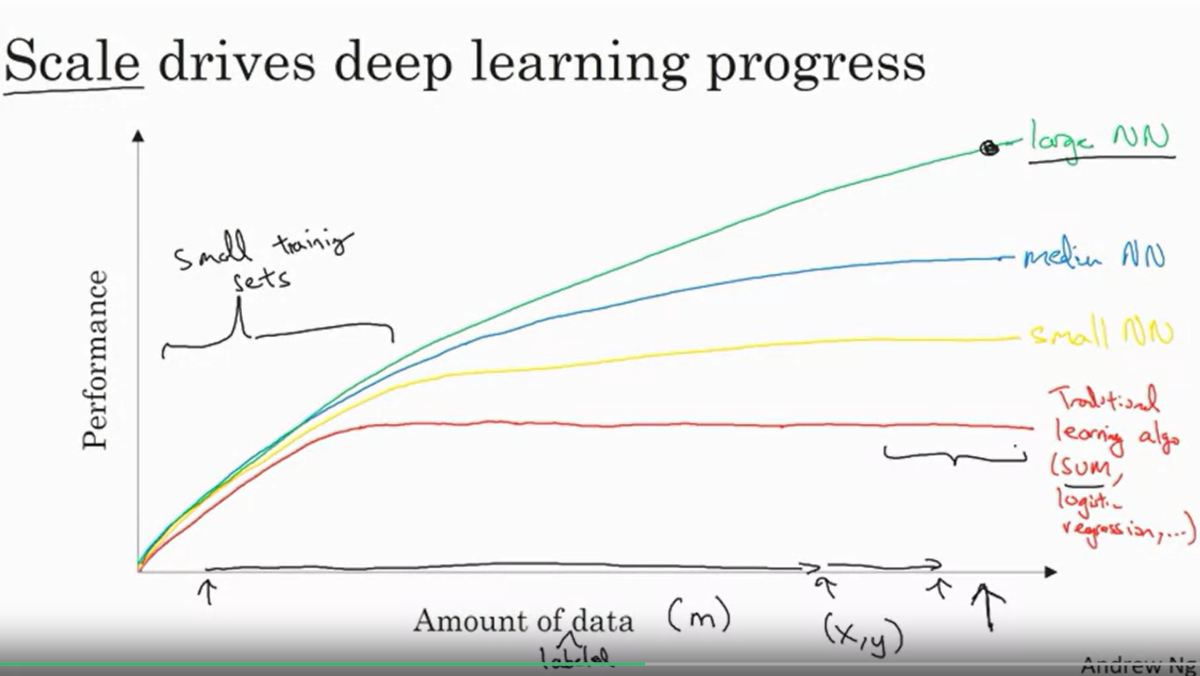 Scale drives deep learning progress
large NN
small training
sets
medium NN
small NN
Traditional
learning algo
(SVM,
logistic
regression,...)
Performance
Amount of data (m)
labeled
(x,y)
Andrew Ng